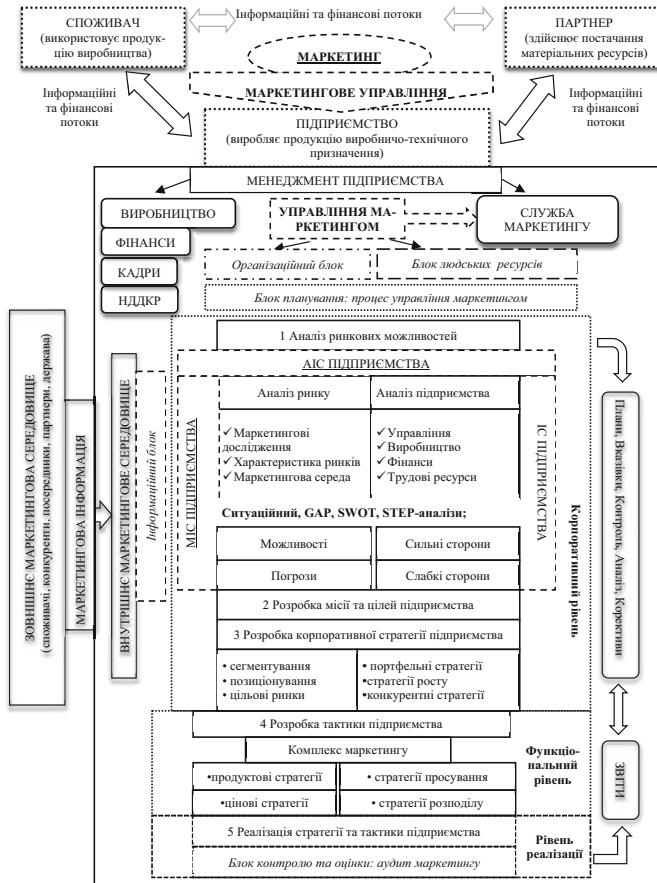 СПОЖИВАЧ
(використовує продук-
цію виробництва)
Інформаційні та фінансові
потоки
ПАРТНЕР
(здійснює постачання
матеріальних ресурсів)
МАРКЕТИНГ
Інформаційні
та фінансові
потоки
МАРКЕТИНГОВЕ УПРАВЛІННЯ
Інформаційні
та фінансові
потоки
ПІДПРИЄМСТВО
(виробляє продукцію виробничо-технічного
призначення)
МЕНЕДЖМЕНТ ПІДПРИЄМСТВА
ВИРОБНИЦТВО
ФІНАНСИ
КАДРИ
НДДКР
УПРАВЛІННЯ МА-
РКЕТИНГОМ
СЛУЖБА
МАРКЕТИНГУ
Організаційний блок
Блок людських ресурсів
Блок планування: процес управління маркетингом
ЗОВНІШНЄ МАРКЕТИНГОВА СЕРЕДОВИЩЕ
(споживачі, конкуренти, посередники, партнери, держава)
МАРКЕТИНГОВА ІНФОРМАЦІЯ
ВНУТРІШНЄ МАРКЕТИНГОВЕ СЕРЕДОВИЩЕ
Інформаційний блок
1 Аналіз ринкових можливостей
АІС ПІДПРИЄМСТВА
МІС ПІДПРИЄМСТВА
Аналіз ринку
Аналіз підприємства
✓Маркетингові
дослідження
✓Характеристика ринків
✓Маркетингова середа
✓Управління
✓Виробництво
✓Фінанси
✓Трудові ресурси
ІС ПІДПРИЄМСТВА
Ситуаційний, GAP, SWOT, STEP-аналізи;
Можливості
Сильні сторони
Погрози
Слабкі сторони
2 Розробка місії та цілей підприємства
3 Розробка корпоративної стратегії підприємства
• сегментування
• позиціонування
• цільові ринки
• портфельні стратегії
•стратегії росту
•конкурентні стратегії
Корпоративний рівень
4 Розробка тактики підприємства
Комплекс маркетингу
•продуктові стратегії
• стратегії просування
•цінові стратегії
• стратегії розподілу
Функціо-
нальний
рівень
5 Реалізація стратегії та тактики підприємства
Блок контролю та оцінки: аудит маркетингу
Рівень
реалізації
Плани, Вказівки, Контроль, Аналіз, Корективи
ЗВІТИ